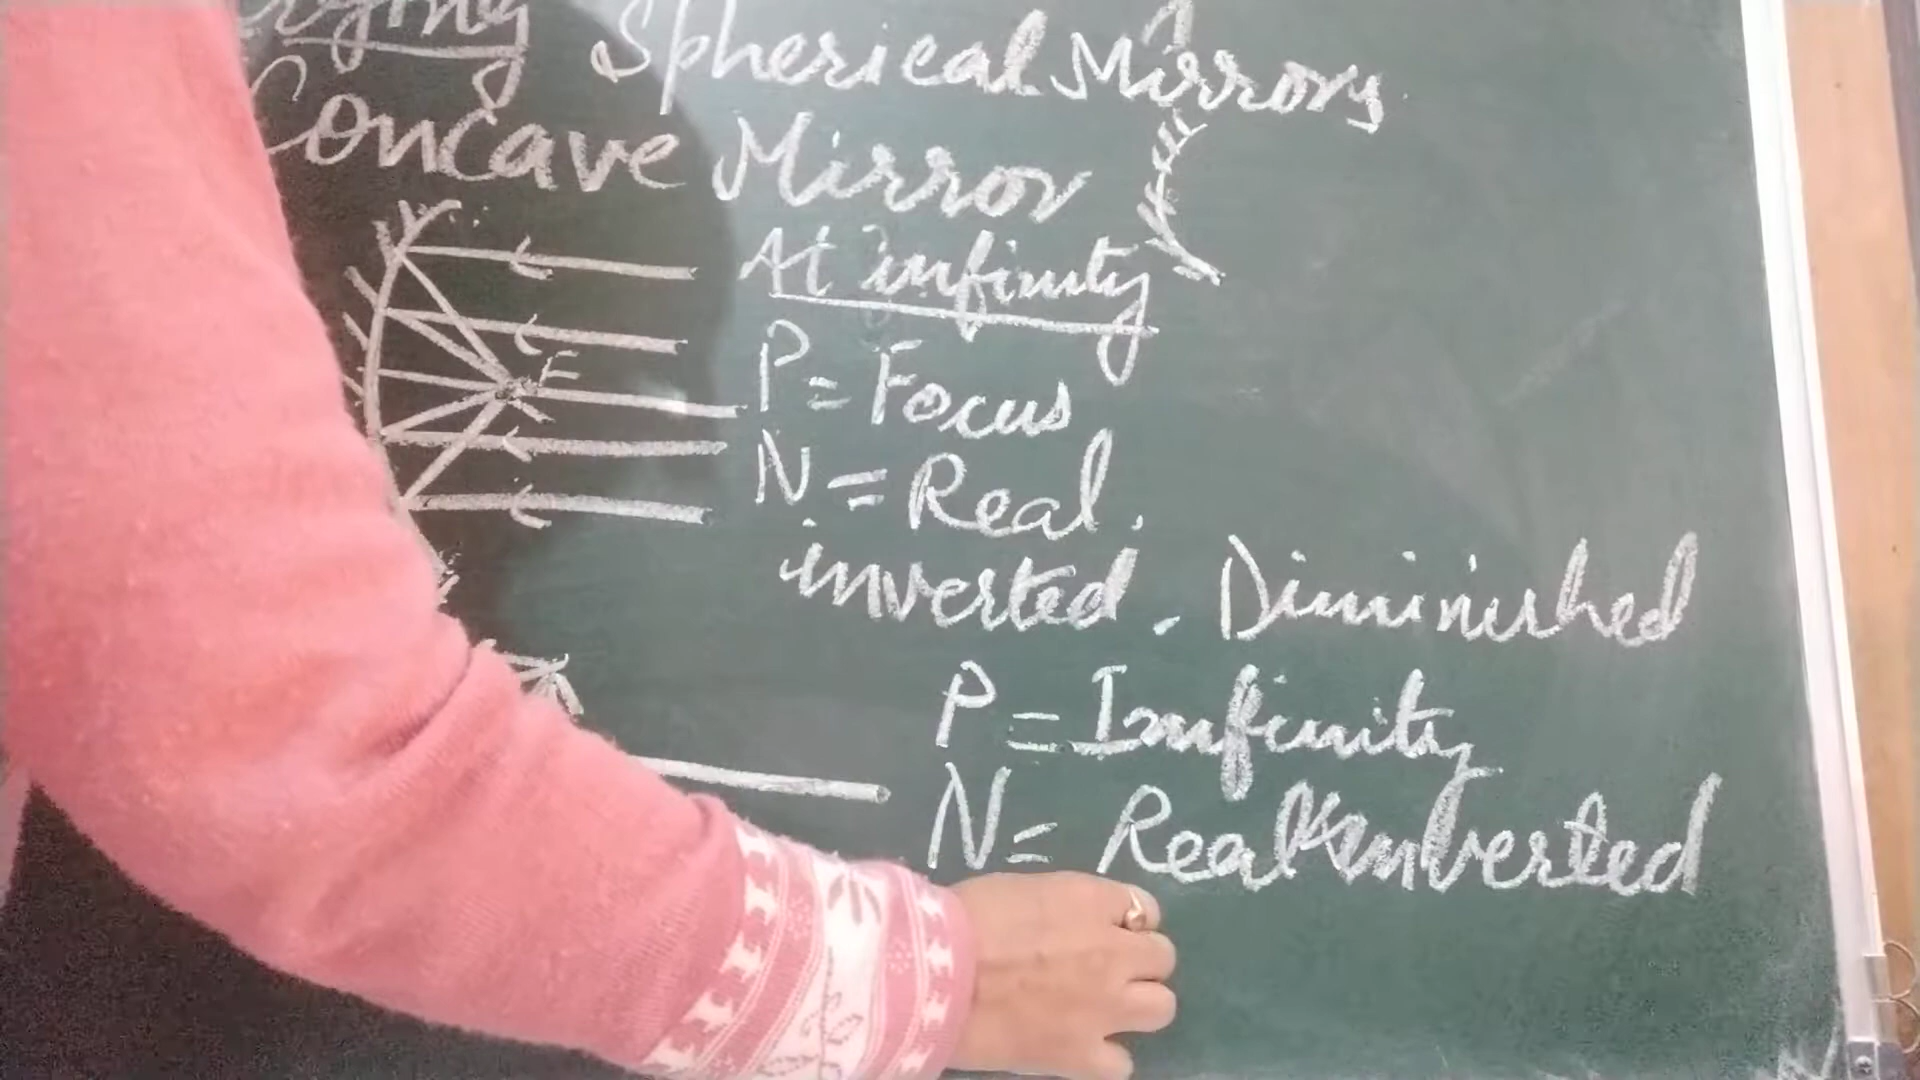 Spherical Mirrors
Concave Mirror
At infinity
F
P = Focus
N = Real.
inverted. Diminished
P = Infinity
N = Real & inverted